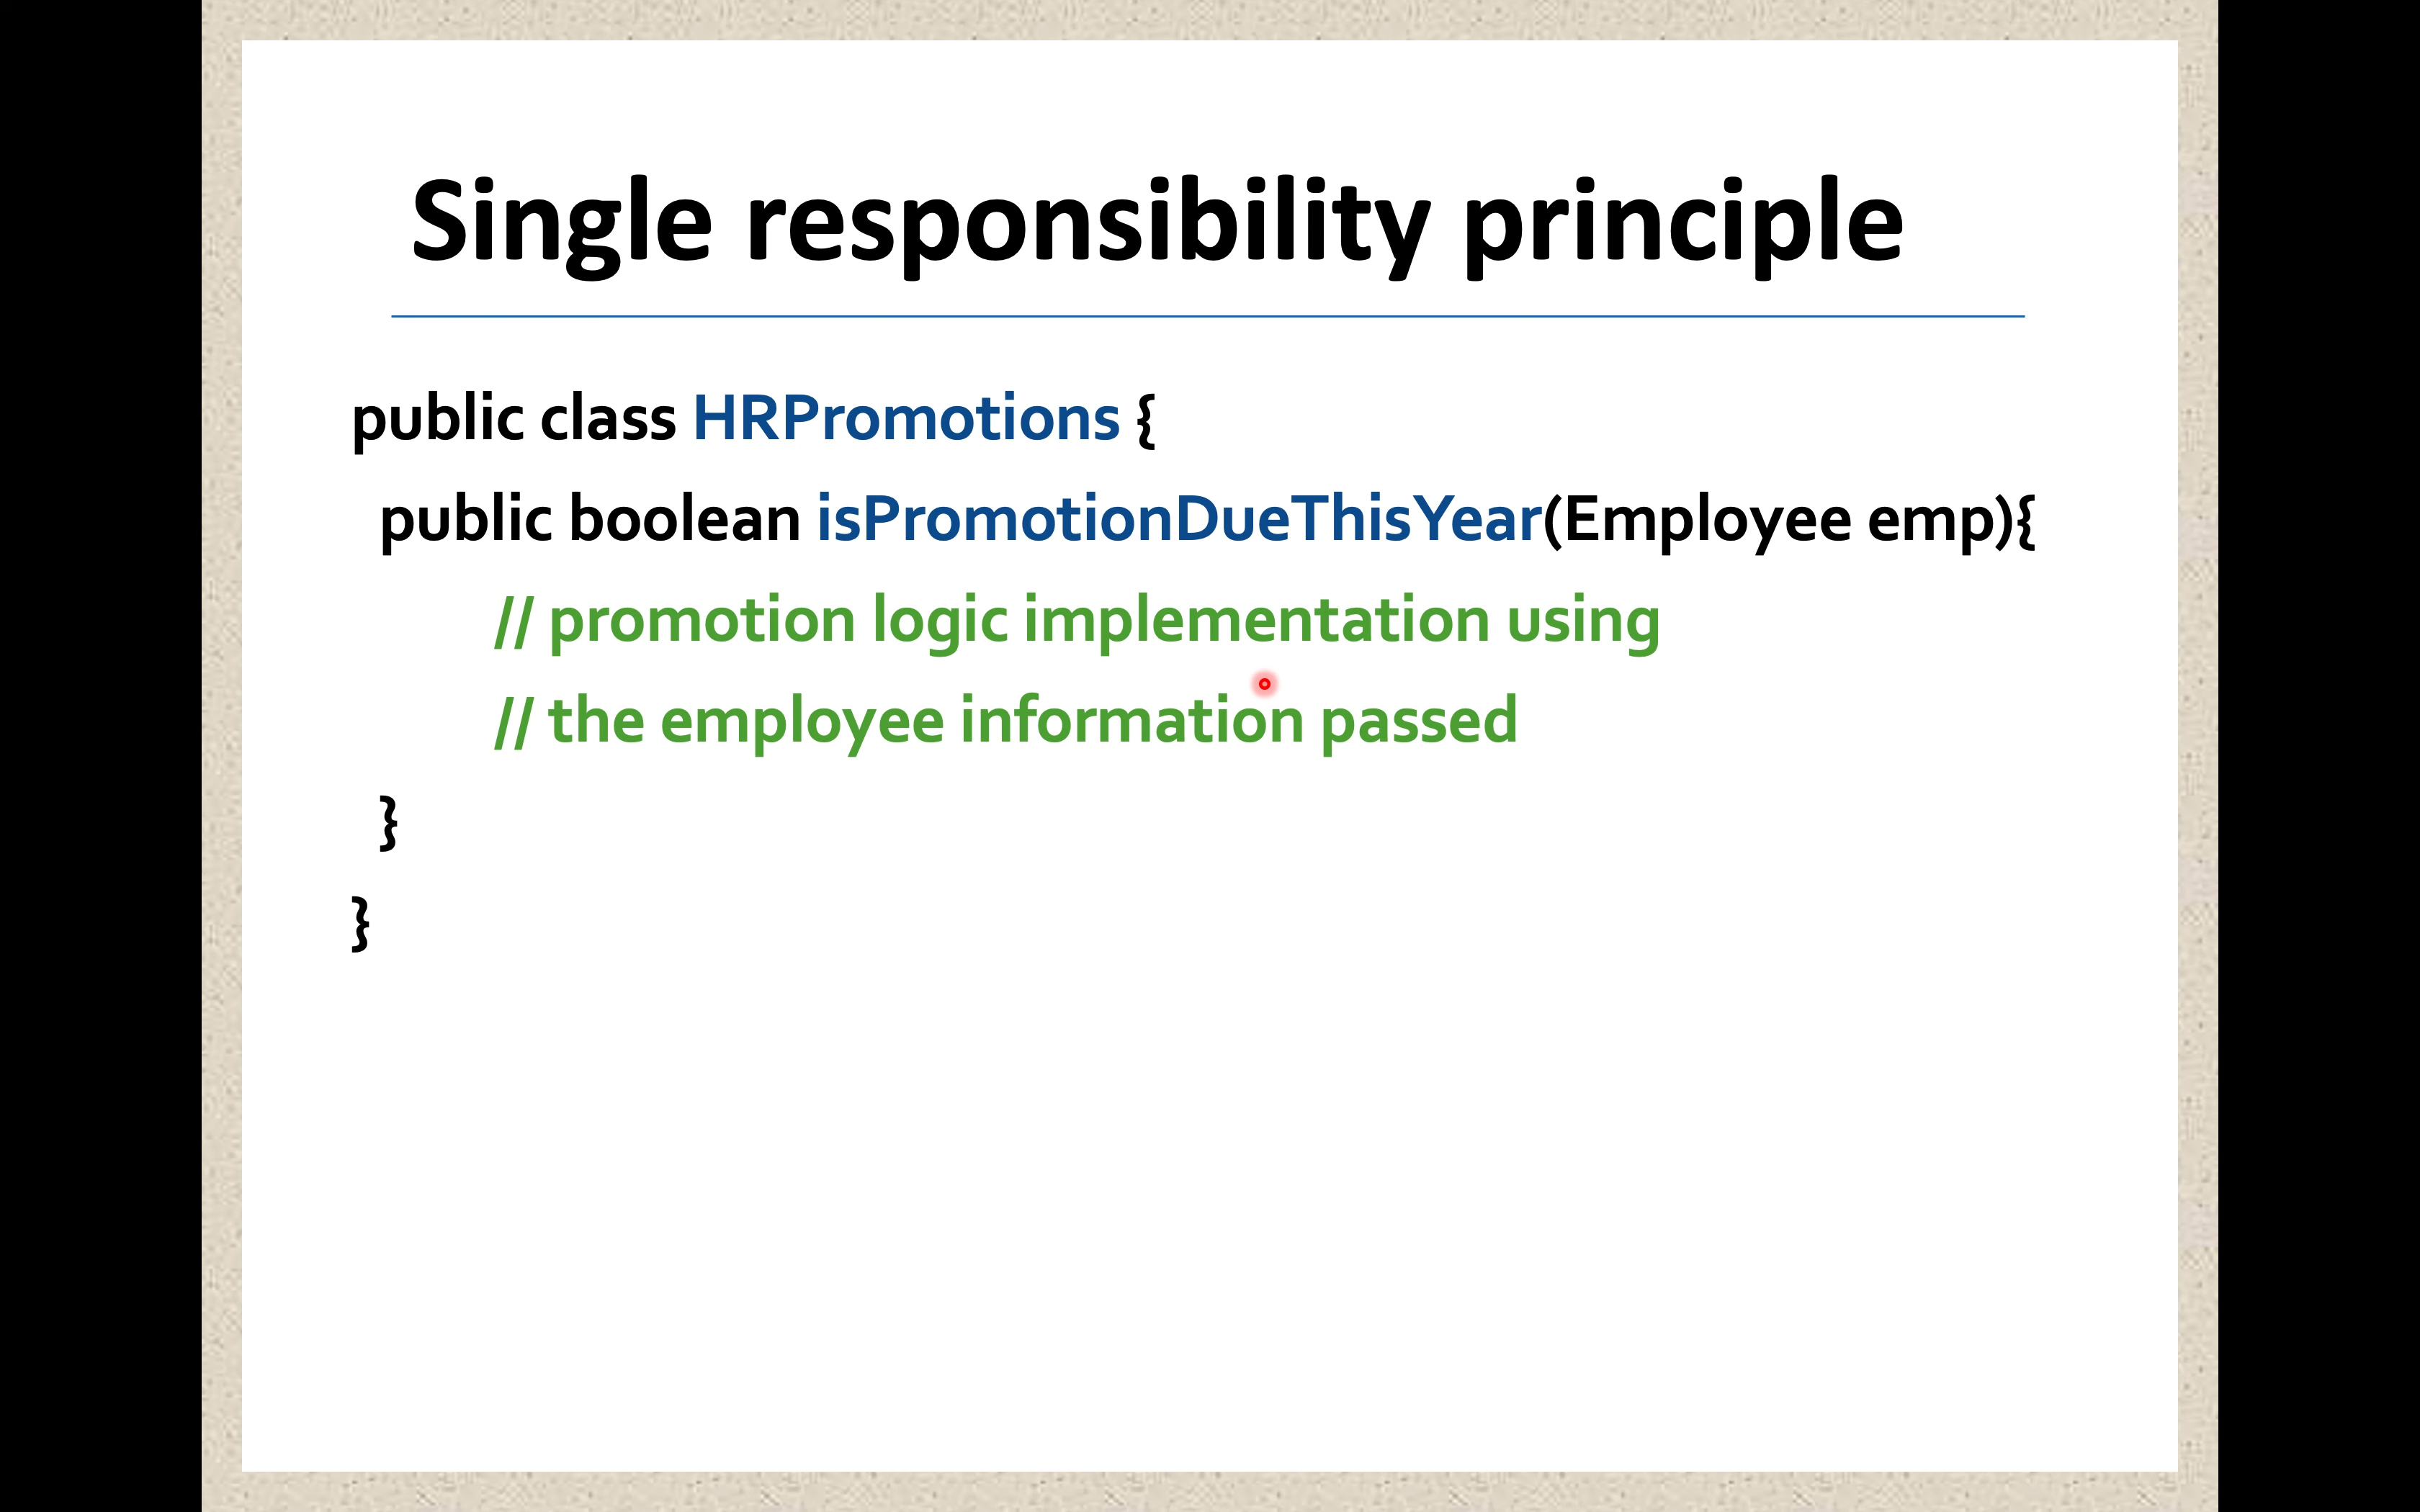 Single responsibility principle
public class HRPromotions {
public boolean isPromotionDueThisYear(Employee emp){
// promotion logic implementation using
// the employee information passed
}
}